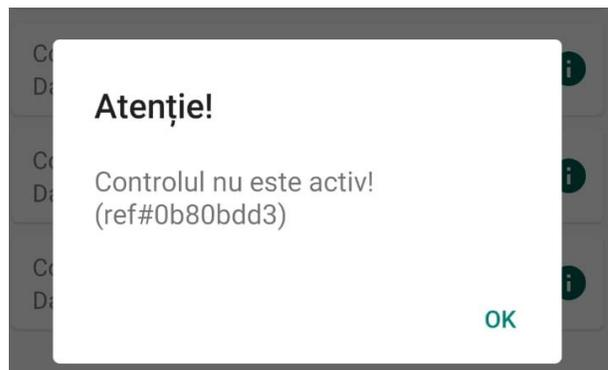 Atenție!
Controlul nu este activ!
(ref#0b80bdd3)
OK